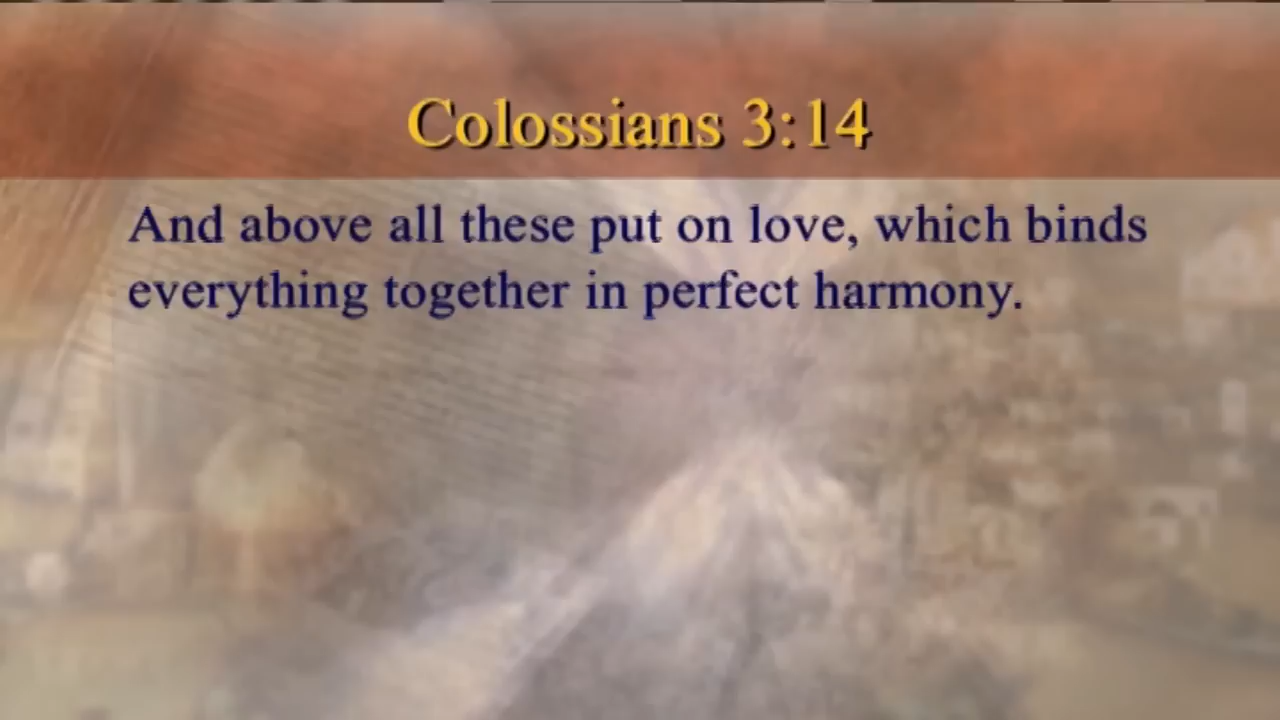 Colossians 3:14
And above all these put on love, which binds
everything together in perfect harmony.